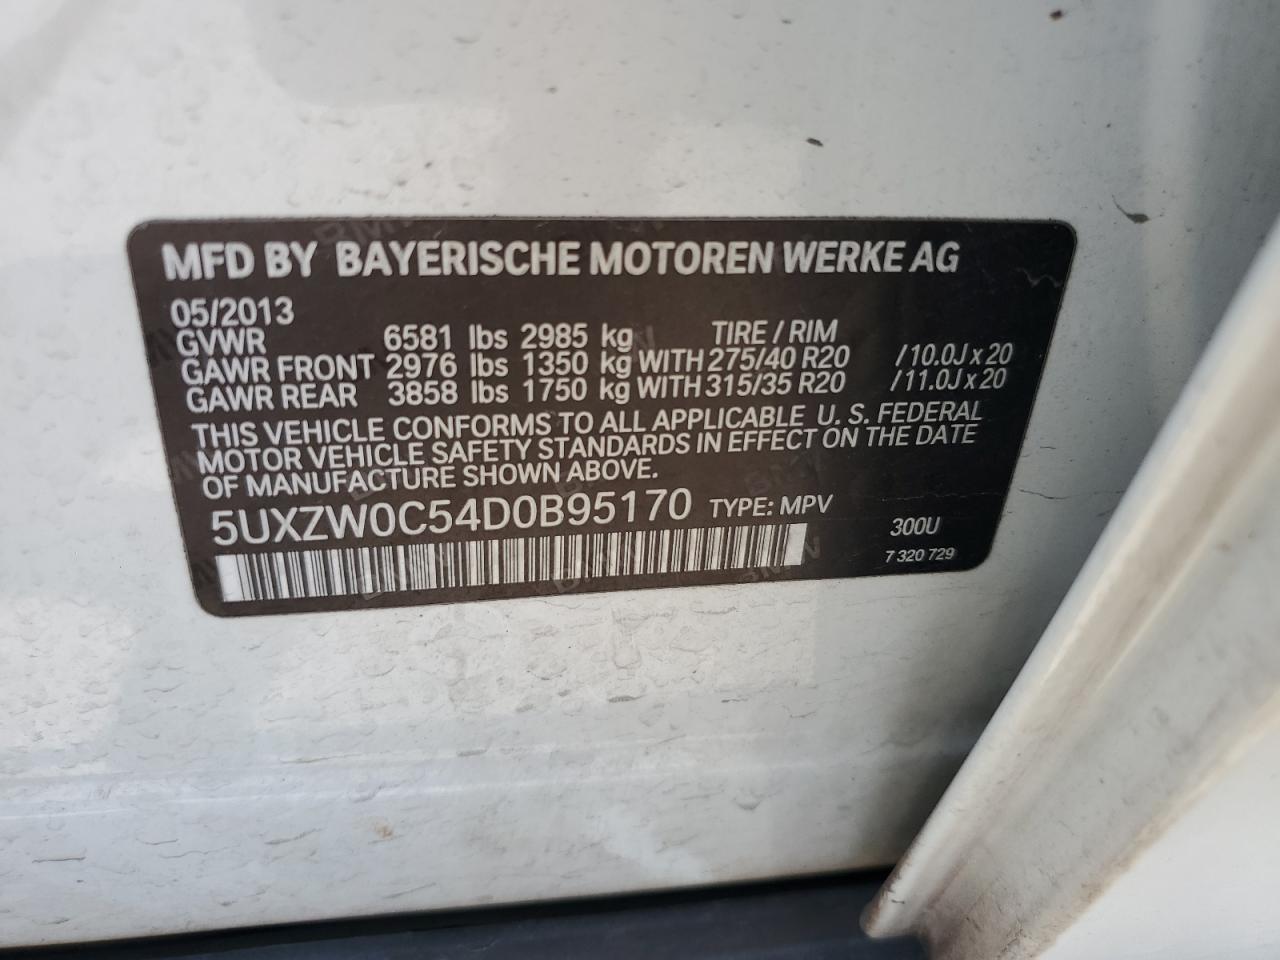 MFD BY BAYERISCHE MOTOREN WERKE AG
05/2013
GVWR 6581 lbs 2985 kg TIRE / RIM
GAWR FRONT 2976 lbs 1350 kg WITH 275/40 R20 /10.0J x 20
GAWR REAR 3858 lbs 1750 kg WITH 315/35 R20 /11.0J x 20
THIS VEHICLE CONFORMS TO ALL APPLICABLE U. S. FEDERAL
MOTOR VEHICLE SAFETY STANDARDS IN EFFECT ON THE DATE
OF MANUFACTURE SHOWN ABOVE.
5UXZW0C54D0B95170 TYPE: MPV
300U
7 320 729